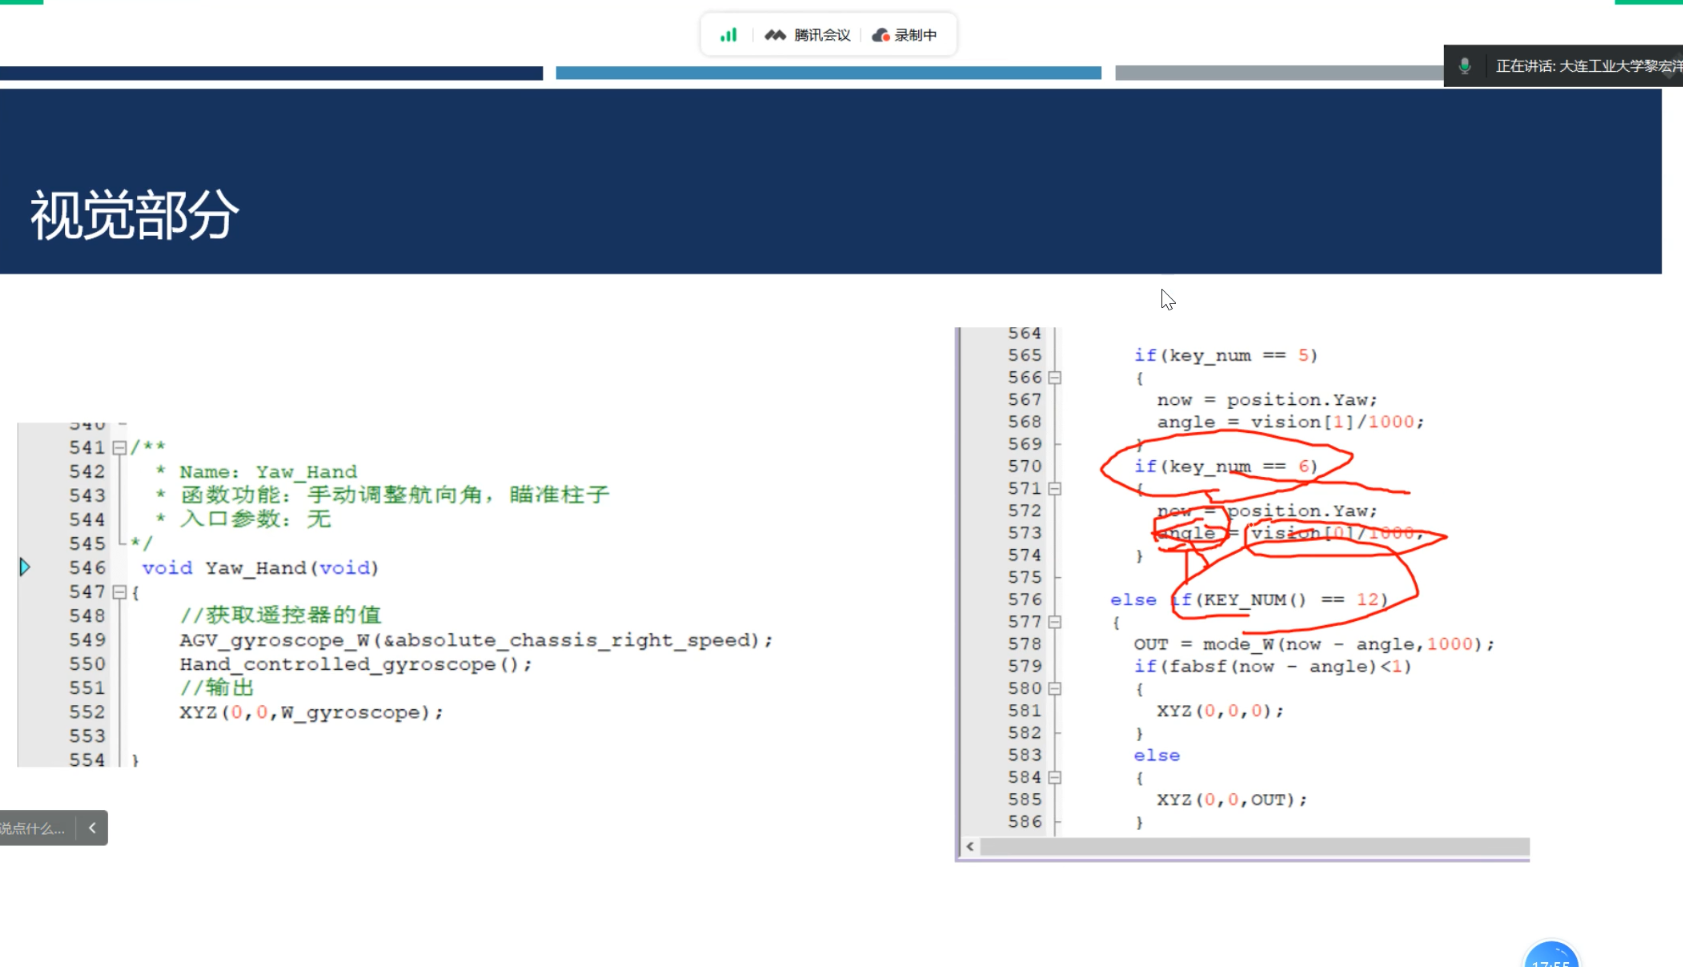 腾讯会议 录制中
正在讲话: 大连工业大学黎宏洋
视觉部分
540
541 /**
542 * Name: Yaw_Hand
543 * 函数功能: 手动调整航向角, 瞄准柱子
544 * 入口参数: 无
545 */
546 void Yaw_Hand(void)
547 {
548 //获取遥控器的值
549 AGV_gyroscope_W(&absolute_chassis_right_speed);
550 Hand_controlled_gyroscope();
551 //输出
552 XYZ(0,0,W_gyroscope);
553
554 }
564
565 if(key_num == 5)
566 {
567 now = position.Yaw;
568 angle = vision[1]/1000;
569 }
570 if(key_num == 6)
571 {
572 now = position.Yaw;
573 angle = vision[0]/1000;
574 }
575
576 else if(KEY_NUM() == 12)
577 {
578 OUT = mode_W(now - angle,1000);
579 if(fabsf(now - angle)<1)
580 {
581 XYZ(0,0,0);
582 }
583 else
584 {
585 XYZ(0,0,OUT);
586 }
说点什么...
17:55